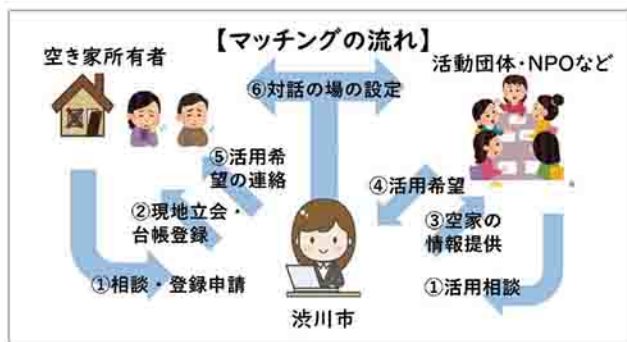 【マッチングの流れ】
空き家所有者
活動団体・NPOなど
⑥対話の場の設定
⑤活用希
望の連絡
④活用希望
②現地立会・
台帳登録
③空家の
情報提供
①相談・登録申請
①活用相談
渋川市